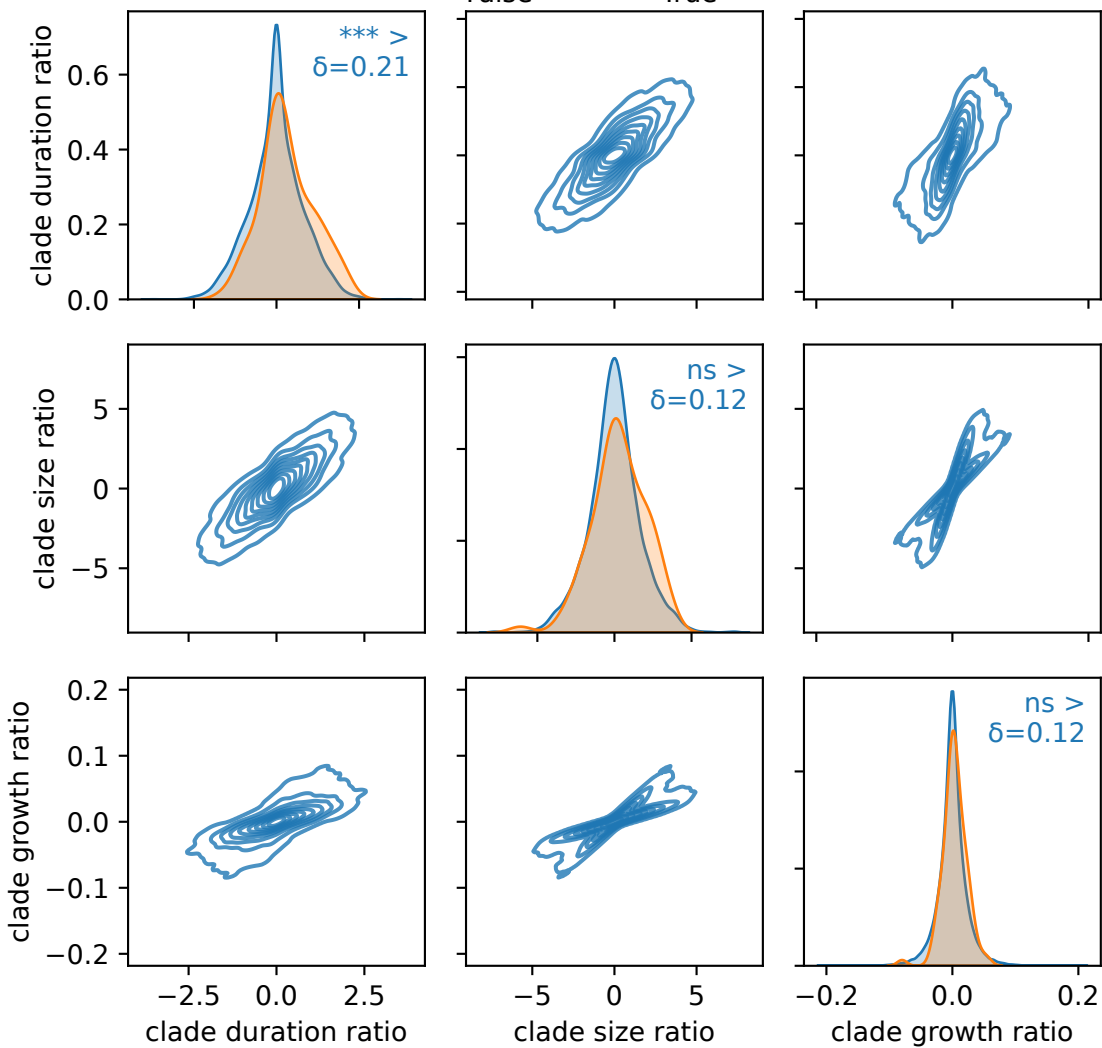 clade duration ratio
0.6
0.4
0.2
0.0
*** >
δ=0.21
clade size ratio
5
0
−5
ns >
δ=0.12
clade growth ratio
0.2
0.1
0.0
−0.1
−0.2
ns >
δ=0.12
−2.5 0.0 2.5
−5 0 5
−0.2 0.0 0.2
clade duration ratio
clade size ratio
clade growth ratio